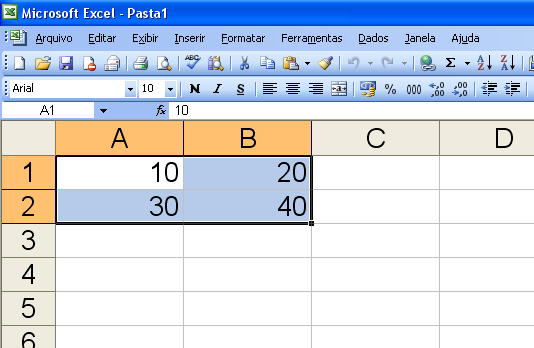 Microsoft Excel - Pasta1
Arquivo Editar Exibir Inserir Formatar Ferramentas Dados Janela Ajuda
Arial 10 N I S % 000
A1 fx 10
A B C D
1 10 20
2 30 40
3
4
5
6